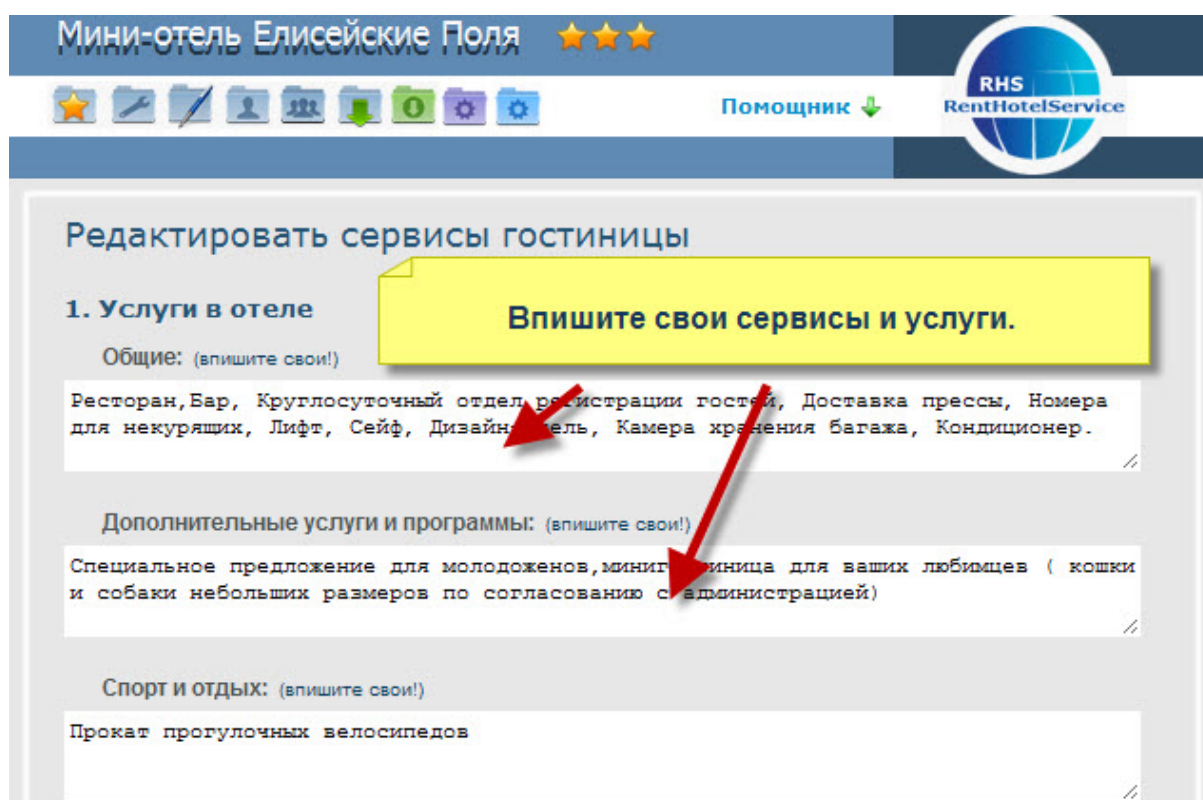 Мини-отель Елисейские Поля
Помощник
RHS
RentHotelService
Редактировать сервисы гостиницы
Впишите свои сервисы и услуги.
1. Услуги в отеле
Общие: (впишите свои!)
Ресторан,Бар, Круглосуточный отдел регистрации гостей, Доставка прессы, Номера
для некурящих, Лифт, Сейф, Камера хранения багажа, Кондиционер.
Дополнительные услуги и программы: (впишите свои!)
Специальное предложение для молодоженов, для ваших любимцев ( кошки
и собаки небольших размеров по согласованию с администрацией)
Спорт и отдых: (впишите свои!)
Прокат прогулочных велосипедов